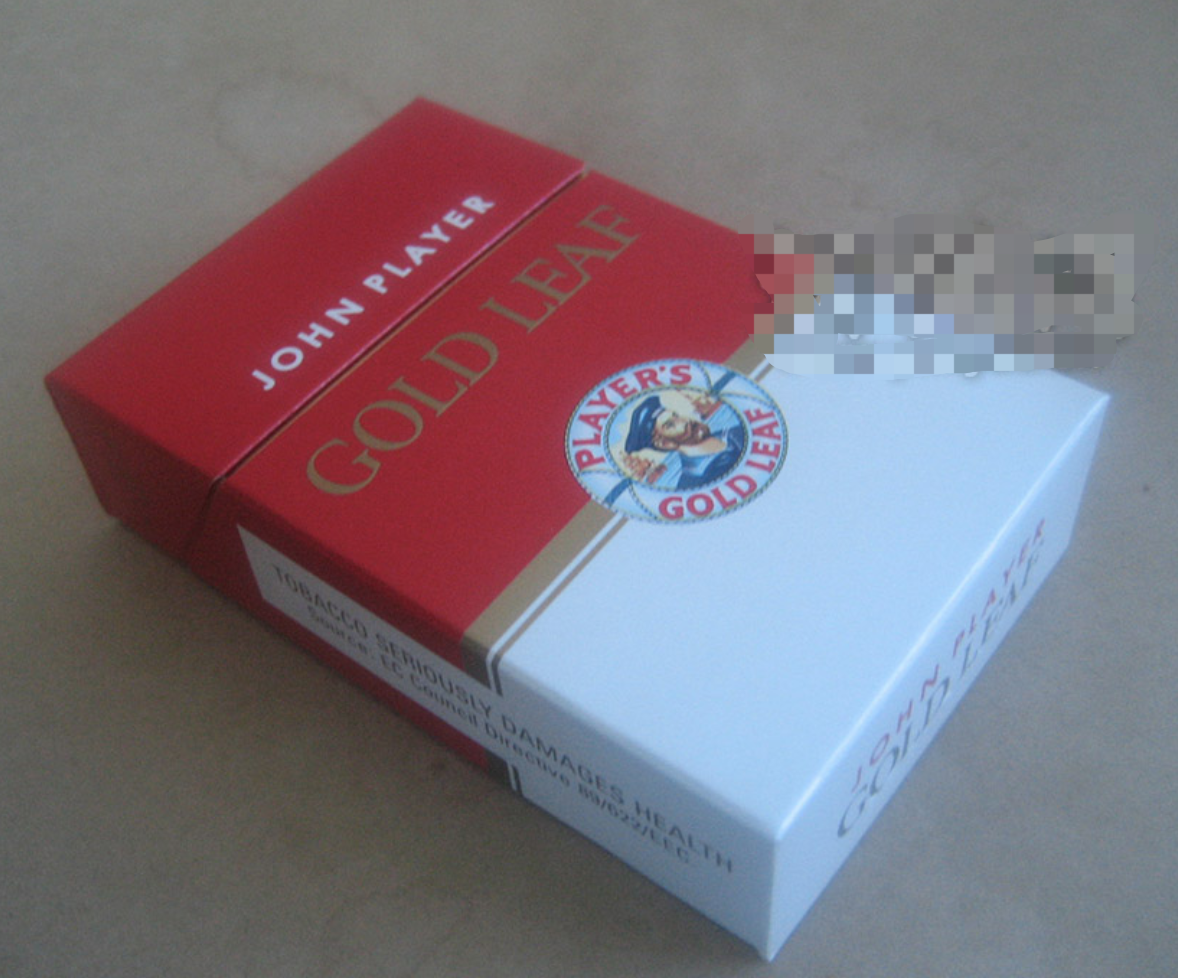 JOHN PLAYER
GOLD LEAF
PLAYER'S
GOLD LEAF
TOBACCO SERIOUSLY DAMAGES HEALTH
Source: EC Council Directive 89/622/EEC
JOHN PLAYER
GOLD LEAF